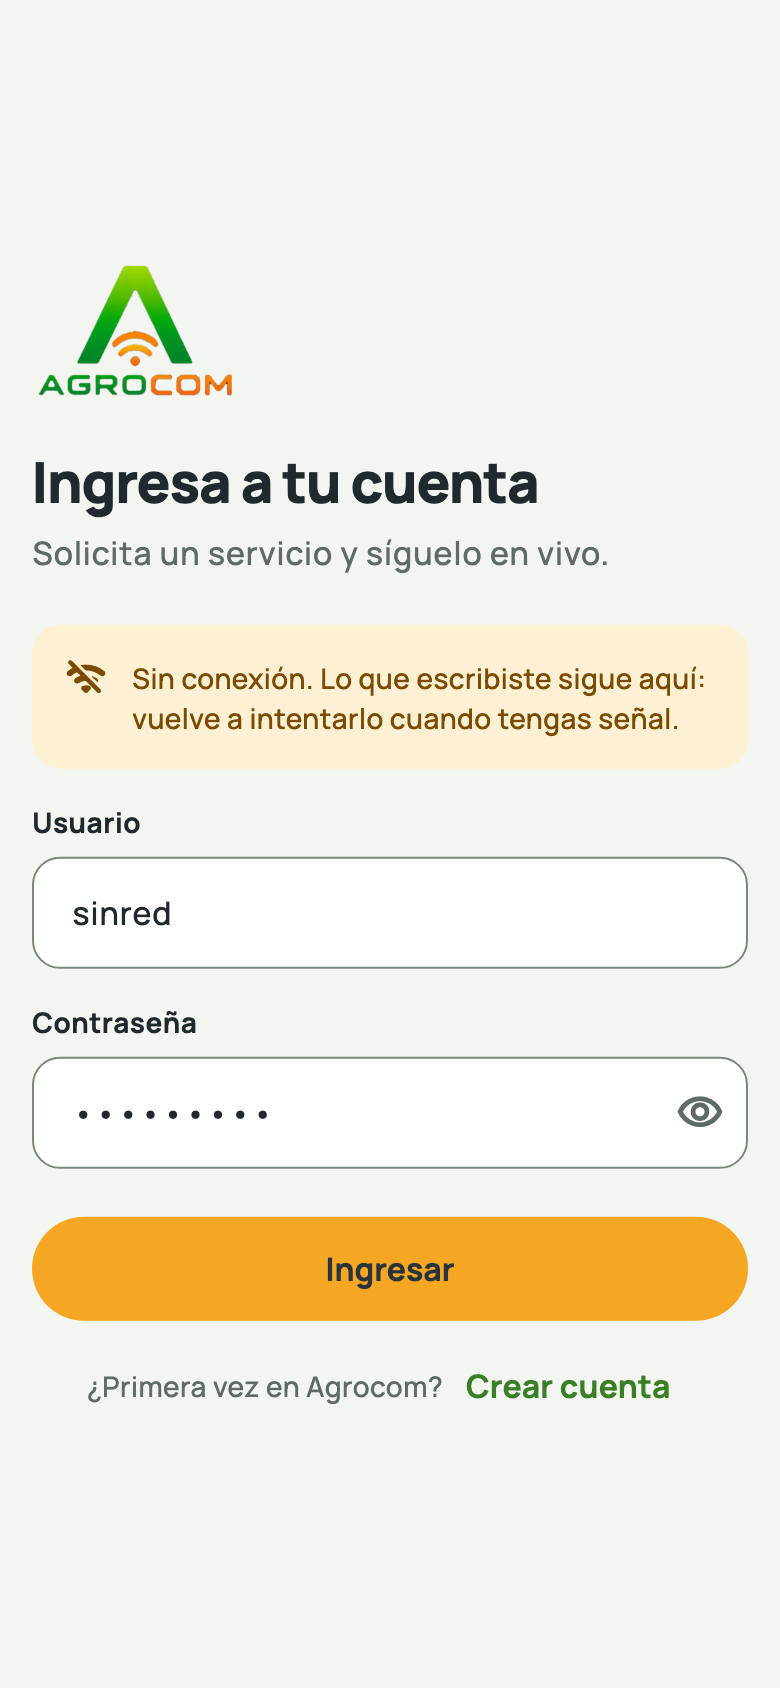 AGROCOM
Ingresa a tu cuenta
Solicita un servicio y síguelo en vivo.
Sin conexión. Lo que escribiste sigue aquí:
vuelve a intentarlo cuando tengas señal.
Usuario
sinred
Contraseña
•••••••••
Ingresar
¿Primera vez en Agrocom? Crear cuenta